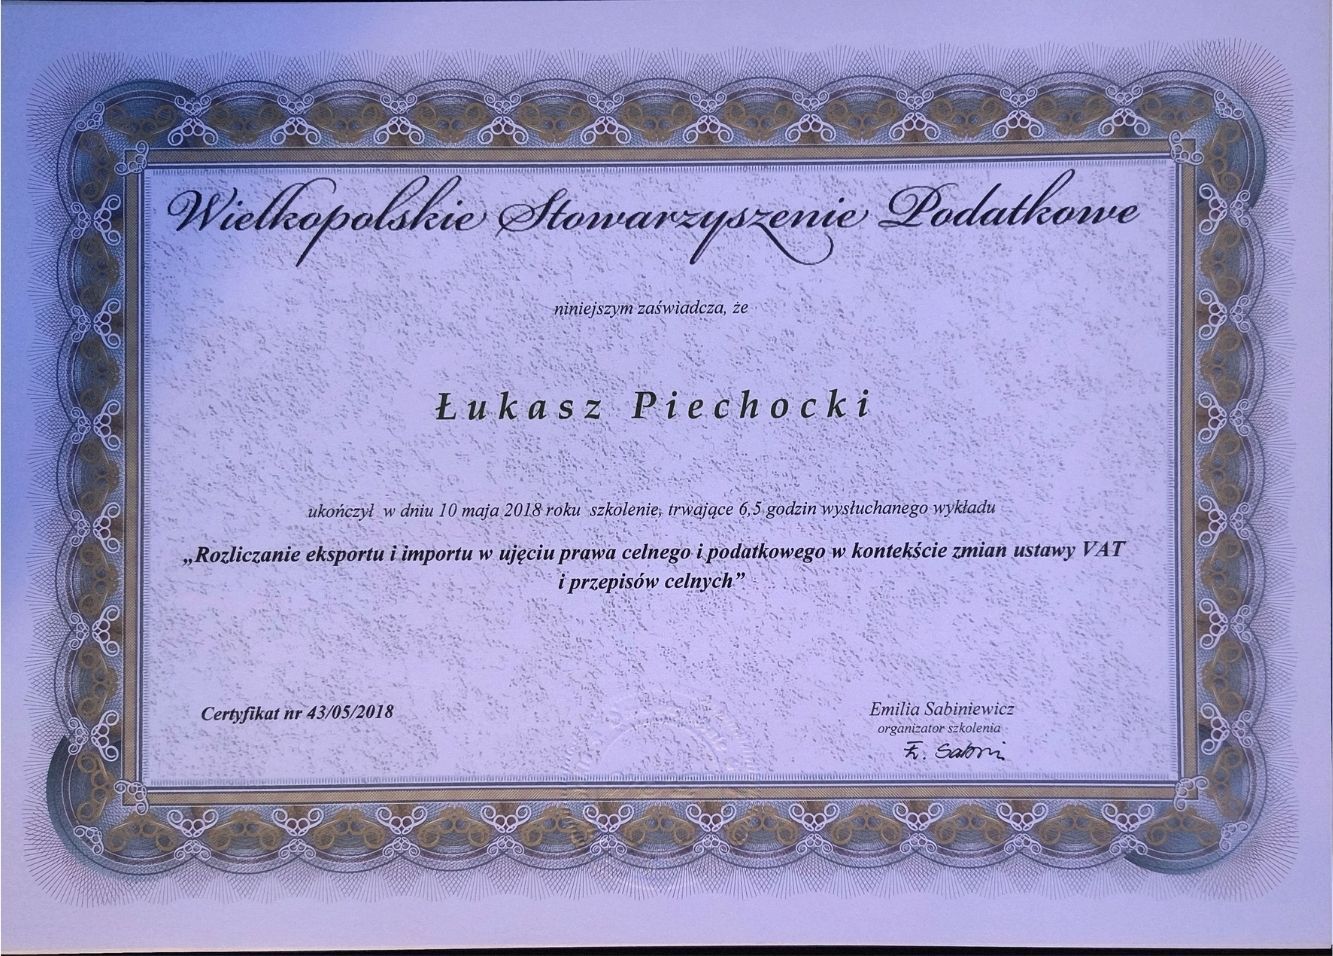 Wielkopolskie Stowarzyszenie Podatkowe
niniejszym zaświadcza, że
Łukasz Piechocki
ukończył w dniu 10 maja 2018 roku szkolenie, trwające 6,5 godzin wysłuchanego wykładu
„Rozliczanie eksportu i importu w ujęciu prawa celnego i podatkowego w kontekście zmian ustawy VAT
i przepisów celnych”
Certyfikat nr 43/05/2018
Emilia Sabiniewicz
organizator szkolenia